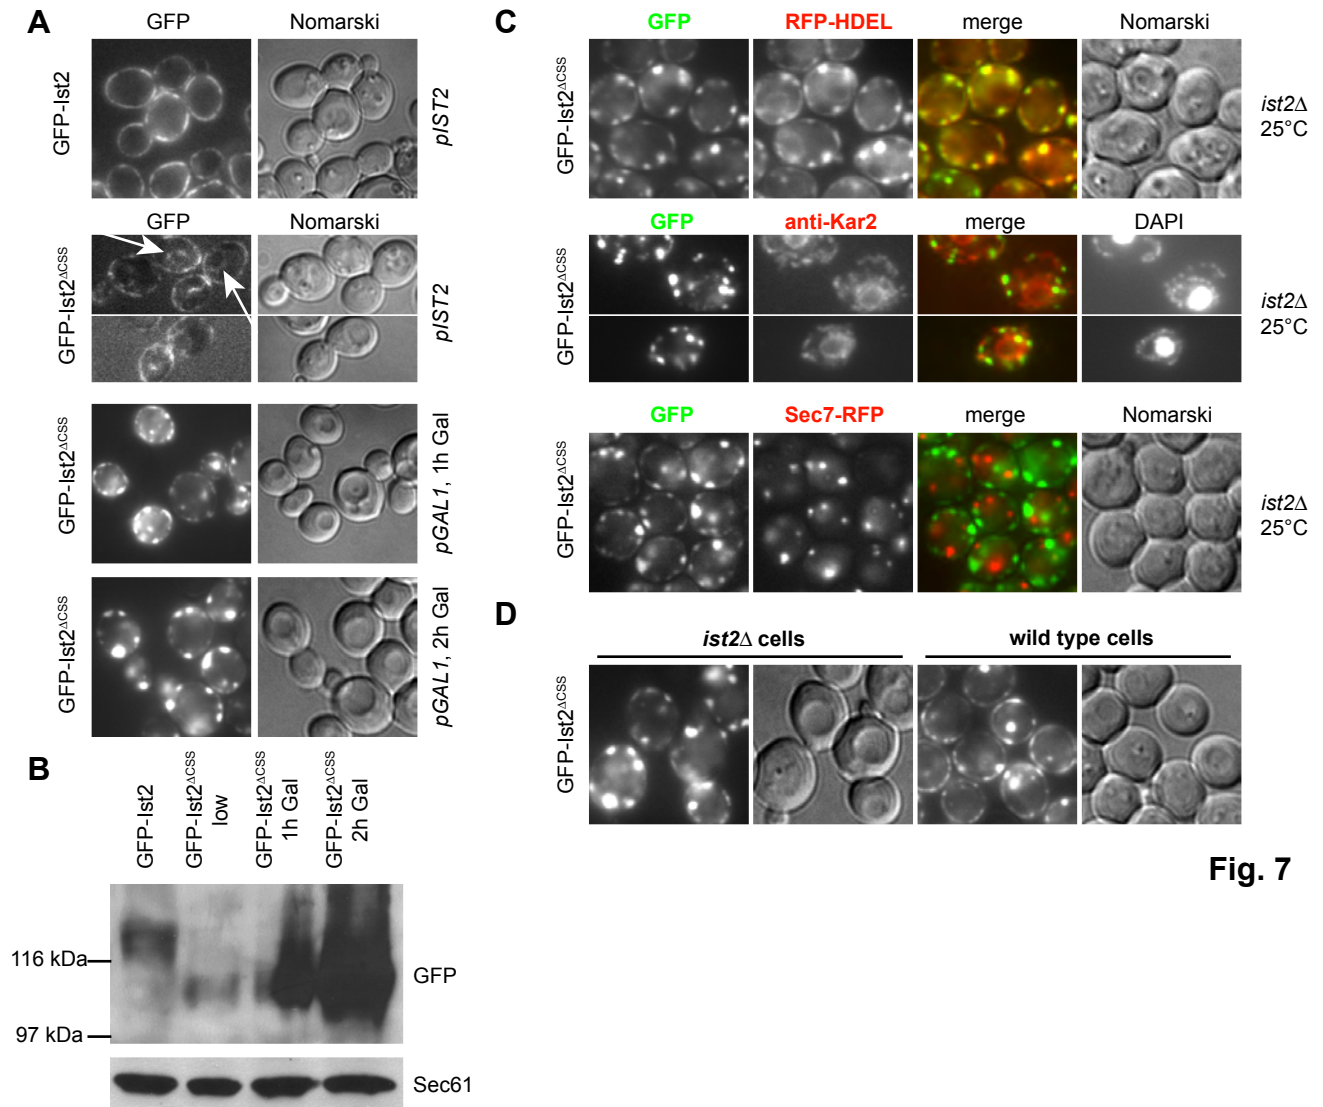 A
GFP Nomarski
GFP-Ist2
pIST2
GFP Nomarski
GFP-Ist2ΔCSS
pIST2
GFP-Ist2ΔCSS
pGAL1, 1h Gal
GFP-Ist2ΔCSS
pGAL1, 2h Gal
B
GFP-Ist2
GFP-Ist2ΔCSS
low
GFP-Ist2ΔCSS
1h Gal
GFP-Ist2ΔCSS
2h Gal
116 kDa
GFP
97 kDa
Sec61
C
GFP RFP-HDEL merge Nomarski
GFP-Ist2ΔCSS
ist2Δ
25°C
GFP anti-Kar2 merge DAPI
GFP-Ist2ΔCSS
ist2Δ
25°C
GFP Sec7-RFP merge Nomarski
GFP-Ist2ΔCSS
ist2Δ
25°C
D
ist2Δ cells wild type cells
GFP-Ist2ΔCSS
Fig. 7